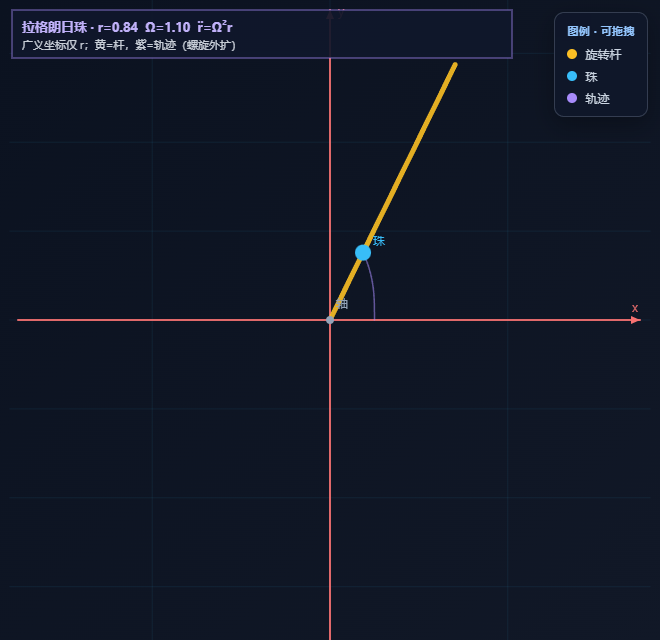 拉格朗日珠 · r=0.84 Ω=1.10 r̈=Ω²r
广义坐标仅 r；黄=杆，紫=轨迹（螺旋外扩）
图例 · 可拖拽
旋转杆
珠
轨迹
珠
轴
x